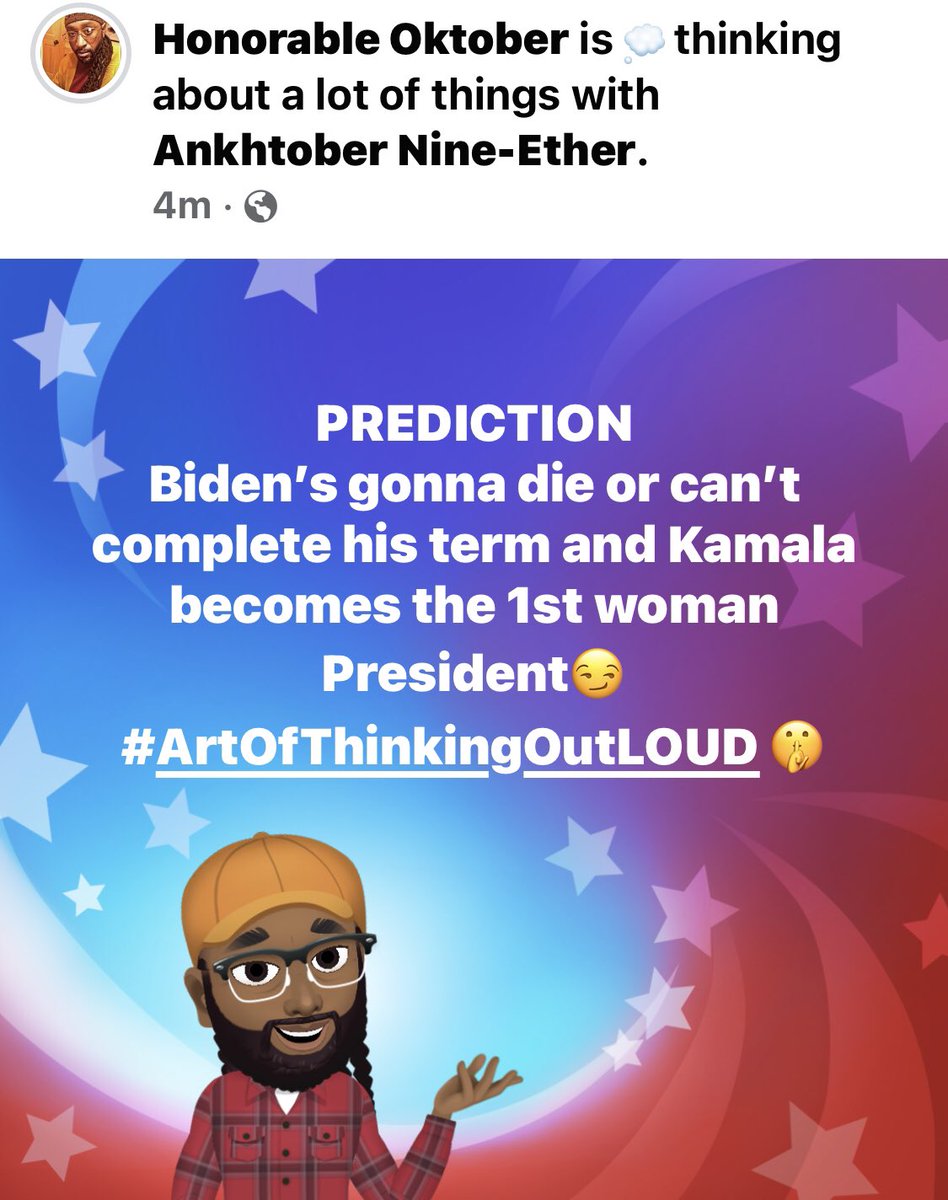 Honorable Oktober is 💭 thinking
about a lot of things with
Ankhtober Nine-Ether.
4m ·
PREDICTION
Biden’s gonna die or can’t
complete his term and Kamala
becomes the 1st woman
President😏
#ArtOfThinkingOutLOUD 🤫